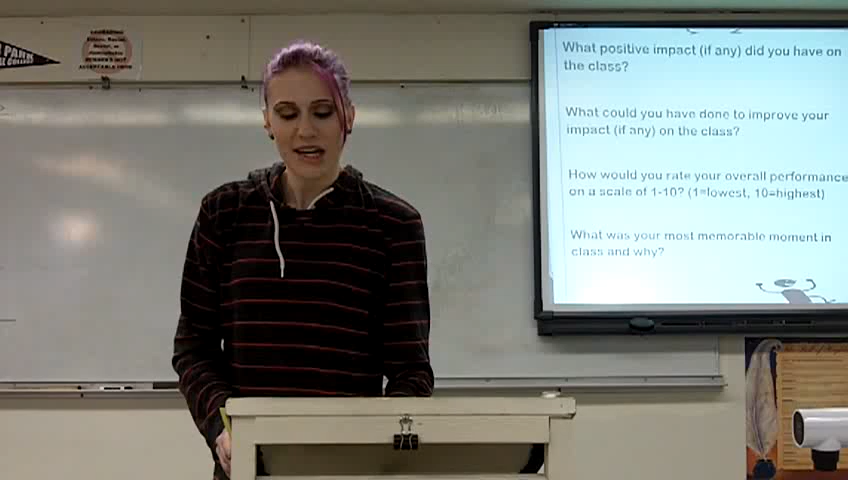 PARK
What positive impact (if any) did you have on
the class?
What could you have done to improve your
impact (if any) on the class?
How would you rate your overall performance
on a scale of 1-10? (1=lowest, 10=highest)
What was your most memorable moment in
class and why?